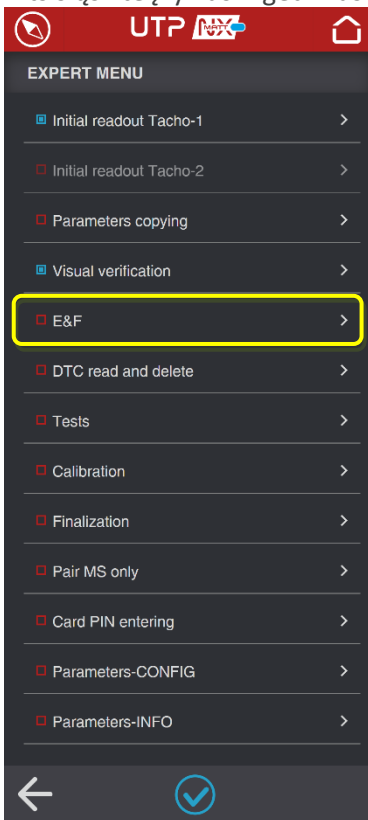 UTP MATT
EXPERT MENU
Initial readout Tacho-1
Initial readout Tacho-2
Parameters copying
Visual verification
E&F
DTC read and delete
Tests
Calibration
Finalization
Pair MS only
Card PIN entering
Parameters-CONFIG
Parameters-INFO